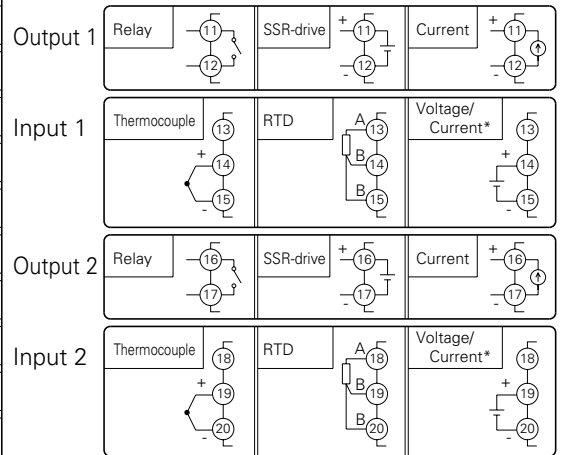 Output 1
Relay
11
12
SSR-drive
+
11
-
12
Current
+
11
-
12
Input 1
Thermocouple
13
+
14
-
15
RTD
A
13
B
14
B
15
Voltage/
Current*
13
+
14
-
15
Output 2
Relay
16
17
SSR-drive
+
16
-
17
Current
+
16
-
17
Input 2
Thermocouple
18
+
19
-
20
RTD
A
18
B
19
B
20
Voltage/
Current*
18
+
19
-
20